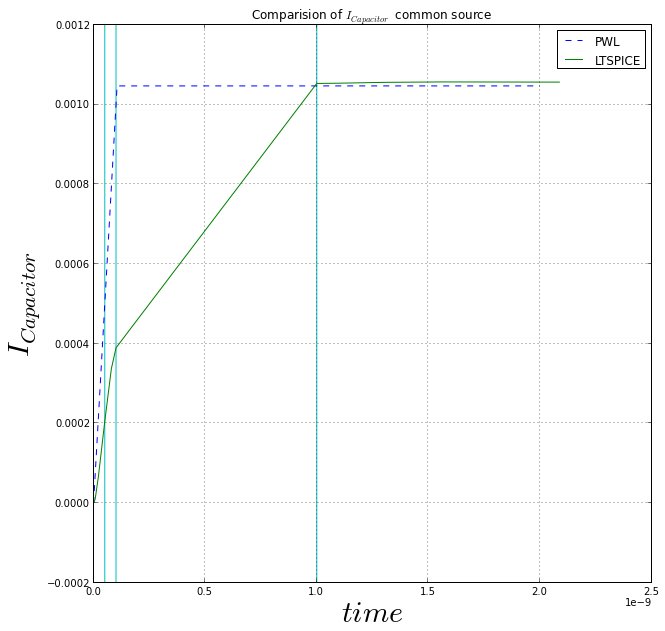 Comparision of I_Capacitor common source
PWL
LTSPICE
0.0012
0.0010
0.0008
0.0006
0.0004
0.0002
0.0000
−0.0002
I_Capacitor
0.0 0.5 1.0 1.5 2.0 2.5
1e−9
time